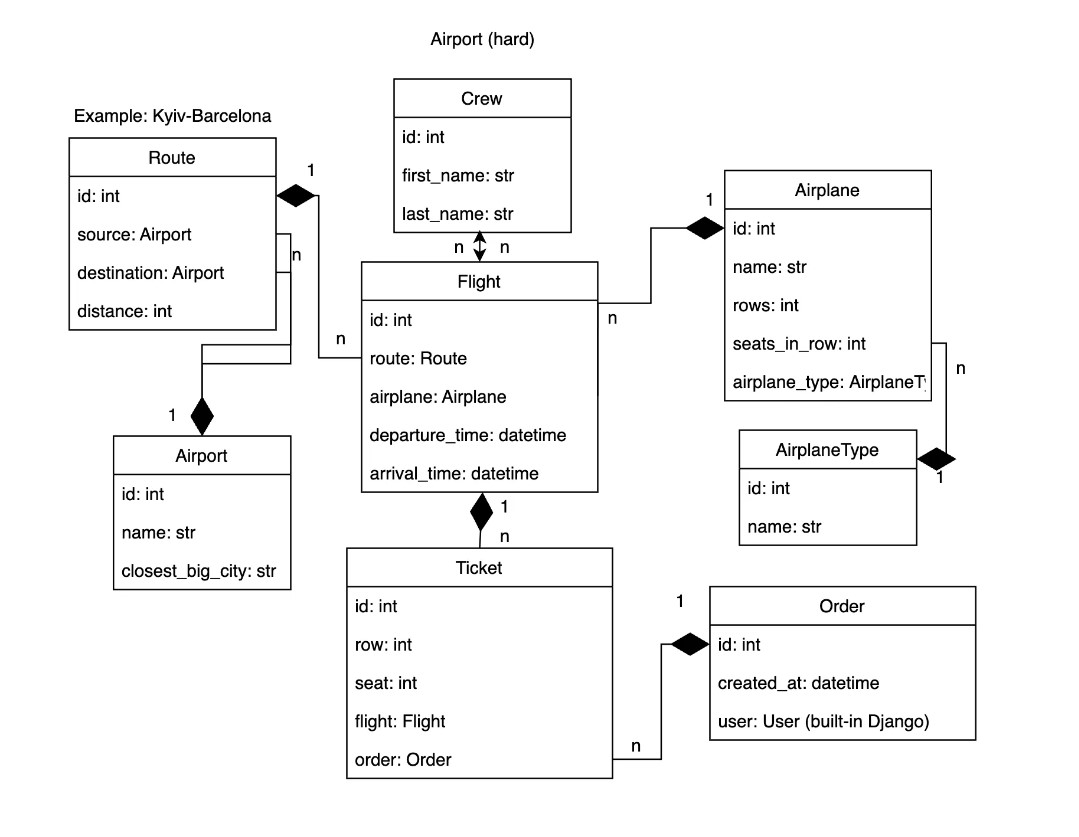 Airport (hard)
Example: Kyiv-Barcelona
Route
id: int
source: Airport
destination: Airport
distance: int
1
n
n
1
Crew
id: int
first_name: str
last_name: str
n
n
Airplane
id: int
name: str
rows: int
seats_in_row: int
airplane_type: AirplaneTy
1
n
n
1
Flight
id: int
route: Route
airplane: Airplane
departure_time: datetime
arrival_time: datetime
1
n
Airport
id: int
name: str
closest_big_city: str
AirplaneType
id: int
name: str
Ticket
id: int
row: int
seat: int
flight: Flight
order: Order
1
n
Order
id: int
created_at: datetime
user: User (built-in Django)